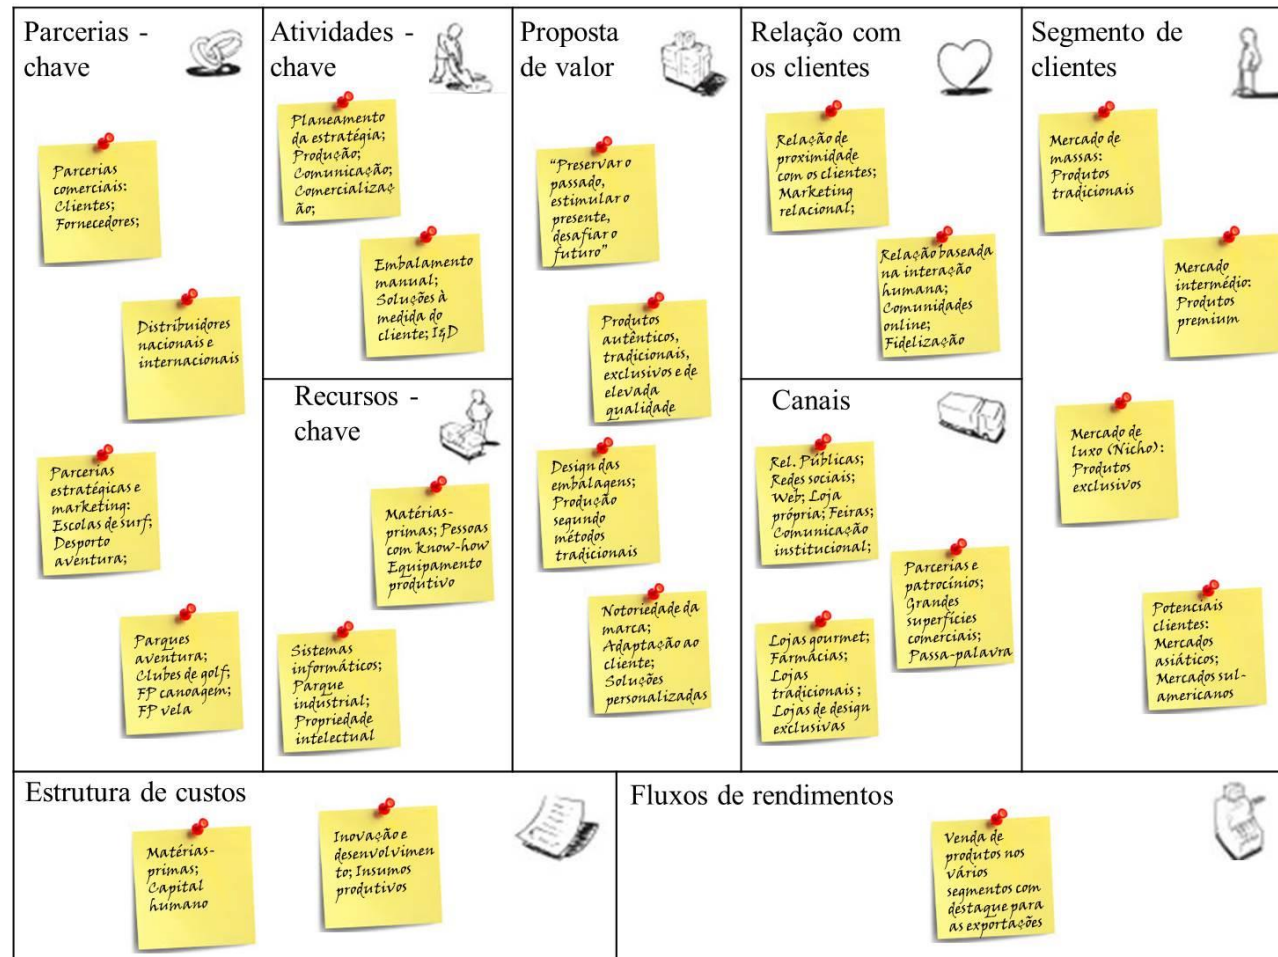 Parcerias -
chave
Parcerias
comerciais:
Clientes;
Fornecedores;
Distribuidores
nacionais e
internacionais
Parcerias
estratégicas e
marketing:
Escolas de surf;
Desporto
aventura;
Parques
aventura;
Clubes de golf;
FP canoagem;
FP vela
Atividades -
chave
Planeamento
da estratégia;
Produção;
Comunicação;
Comercializaç
ão;
Embalamento
manual;
Soluções à
medida do
cliente; I&D
Recursos -
chave
Matérias-
primas; Pessoas
com know-how
Equipamento
produtivo
Sistemas
informáticos;
Parque
industrial;
Propriedade
intelectual
Proposta
de valor
“Preservar o
passado,
estimular o
presente,
desafiar o
futuro”
Produtos
autênticos,
tradicionais,
exclusivos e de
elevada
qualidade
Design das
embalagens;
Produção
segundo
métodos
tradicionais
Notoriedade da
marca;
Adaptação ao
cliente;
Soluções
personalizadas
Relação com
os clientes
Relação de
proximidade
com os clientes;
Marketing
relacional;
Relação baseada
na interação
humana;
Comunidades
online;
Fidelização
Canais
Rel. Públicas;
Redes sociais;
Web; Loja
própria; Feiras;
Comunicação
institucional;
Parcerias e
patrocínios;
Grandes
superfícies
comerciais;
Passa-palavra
Lojas gourmet;
Farmácias;
Lojas
tradicionais;
Lojas de design
exclusivas
Segmento de
clientes
Mercado de
massas:
Produtos
tradicionais
Mercado
intermédio:
Produtos
premium
Mercado de
luxo (Nicho):
Produtos
exclusivos
Potenciais
clientes:
Mercados
asiáticos;
Mercados sul-
americanos
Estrutura de custos
Matérias-
primas;
Capital
humano
Inovação e
desenvolvimen
to; Insumos
produtivos
Fluxos de rendimentos
Venda de
produtos nos
vários
segmentos com
destaque para
as exportações